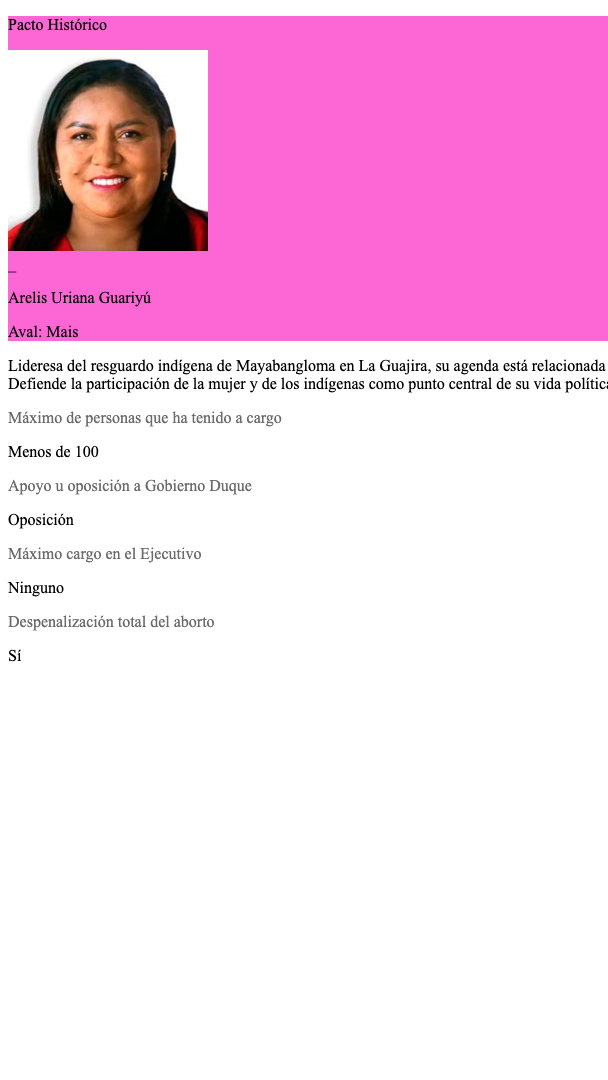 Pacto Histórico
_
Arelis Uriana Guariyú
Aval: Mais
Lideresa del resguardo indígena de Mayabangloma en La Guajira, su agenda está relacionada
Defiende la participación de la mujer y de los indígenas como punto central de su vida política
Máximo de personas que ha tenido a cargo
Menos de 100
Apoyo u oposición a Gobierno Duque
Oposición
Máximo cargo en el Ejecutivo
Ninguno
Despenalización total del aborto
Sí